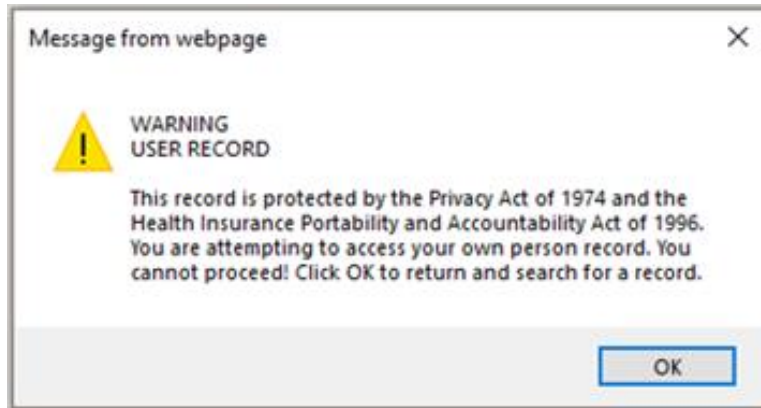 Message from webpage
WARNING
USER RECORD
This record is protected by the Privacy Act of 1974 and the
Health Insurance Portability and Accountability Act of 1996.
You are attempting to access your own person record. You
cannot proceed! Click OK to return and search for a record.
OK